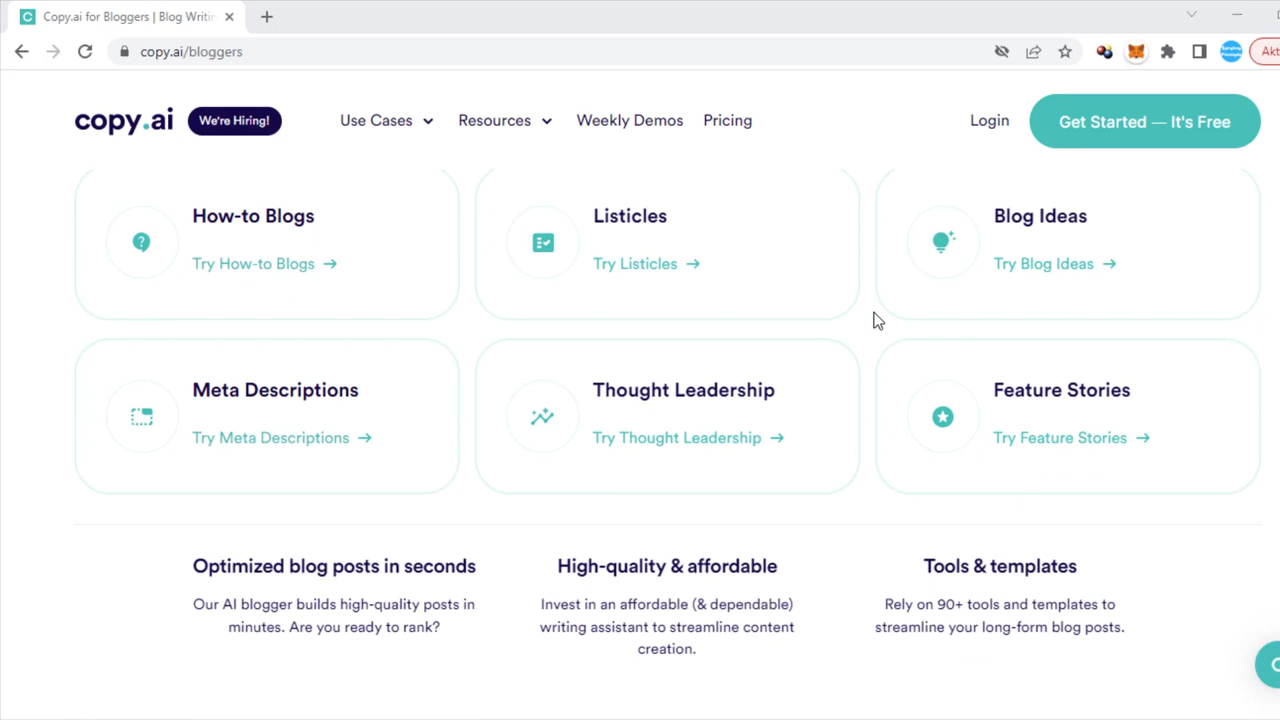 Copy.ai for Bloggers | Blog Writin
copy.ai/bloggers
Akt
copy.ai
We're Hiring!
Use Cases
Resources
Weekly Demos
Pricing
Login
Get Started — It's Free
How-to Blogs
Try How-to Blogs →
Listicles
Try Listicles →
Blog Ideas
Try Blog Ideas →
Meta Descriptions
Try Meta Descriptions →
Thought Leadership
Try Thought Leadership →
Feature Stories
Try Feature Stories →
Optimized blog posts in seconds
Our AI blogger builds high-quality posts in
minutes. Are you ready to rank?
High-quality & affordable
Invest in an affordable (& dependable)
writing assistant to streamline content
creation.
Tools & templates
Rely on 90+ tools and templates to
streamline your long-form blog posts.